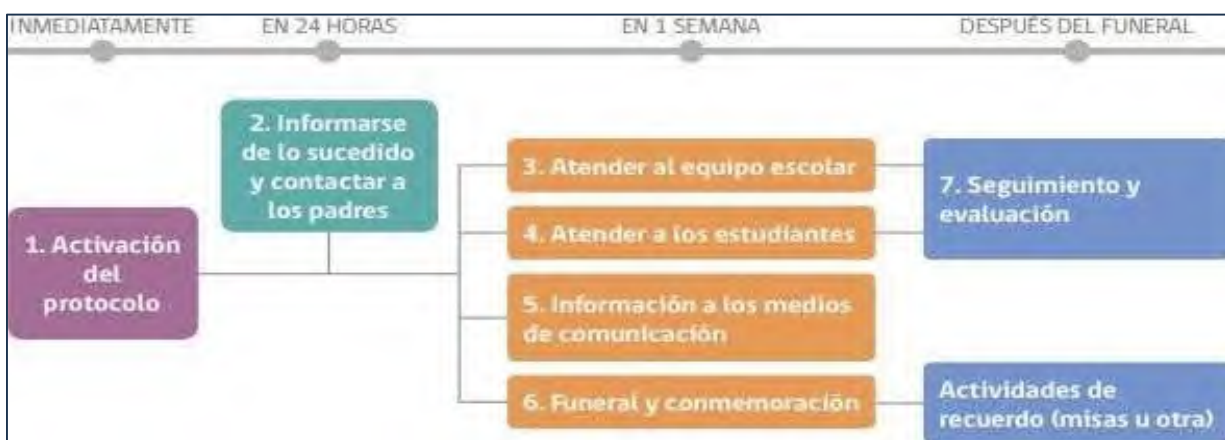 INMEDIATAMENTE
EN 24 HORAS
EN 1 SEMANA
DESPUÉS DEL FUNERAL
1. Activación
del
protocolo
2. Informarse
de lo sucedido
y contactar a
los padres
3. Atender al equipo escolar
4. Atender a los estudiantes
5. Información a los medios
de comunicación
6. Funeral y conmemoración
7. Seguimiento y
evaluación
Actividades de
recuerdo (misas u otra)